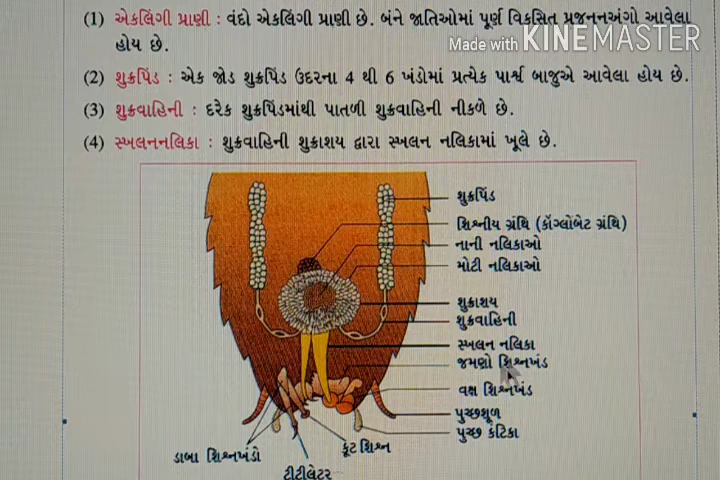 (1) એકલિંગી પ્રાણી : વંદો એકલિંગી પ્રાણી છે. બંને જાતિઓમાં પૂર્ણ વિકસિત પ્રજનનઅંગો આવેલા
હોય છે.
Made with KINEMASTER
(2) શુક્રપિંડ : એક જોડ શુક્રપિંડ ઉદરના 4 થી 6 ખંડોમાં પ્રત્યેક પાર્શ્વ બાજુએ આવેલા હોય છે.
(3) શુક્રવાહિની : દરેક શુક્રપિંડમાંથી પાતળી શુક્રવાહિની નીકળે છે.
(4) સ્ખલનનલિકા : શુક્રવાહિની શુક્રાશય દ્વારા સ્ખલન નલિકામાં ખૂલે છે.
શુક્રપિંડ
શિશ્નીય ગ્રંથિ (કૉંગ્લોબેટ ગ્રંથિ)
નાની નલિકાઓ
મોટી નલિકાઓ
શુક્રાશય
શુક્રવાહિની
સ્ખલન નલિકા
જમણો શિશ્નખંડ
વક્ષ શિશ્નખંડ
પુચ્છશૂળ
પુચ્છ કંટિકા
ડાબા શિશ્નખંડો
કૂટ શિશ્ન
ટીટીલેટર